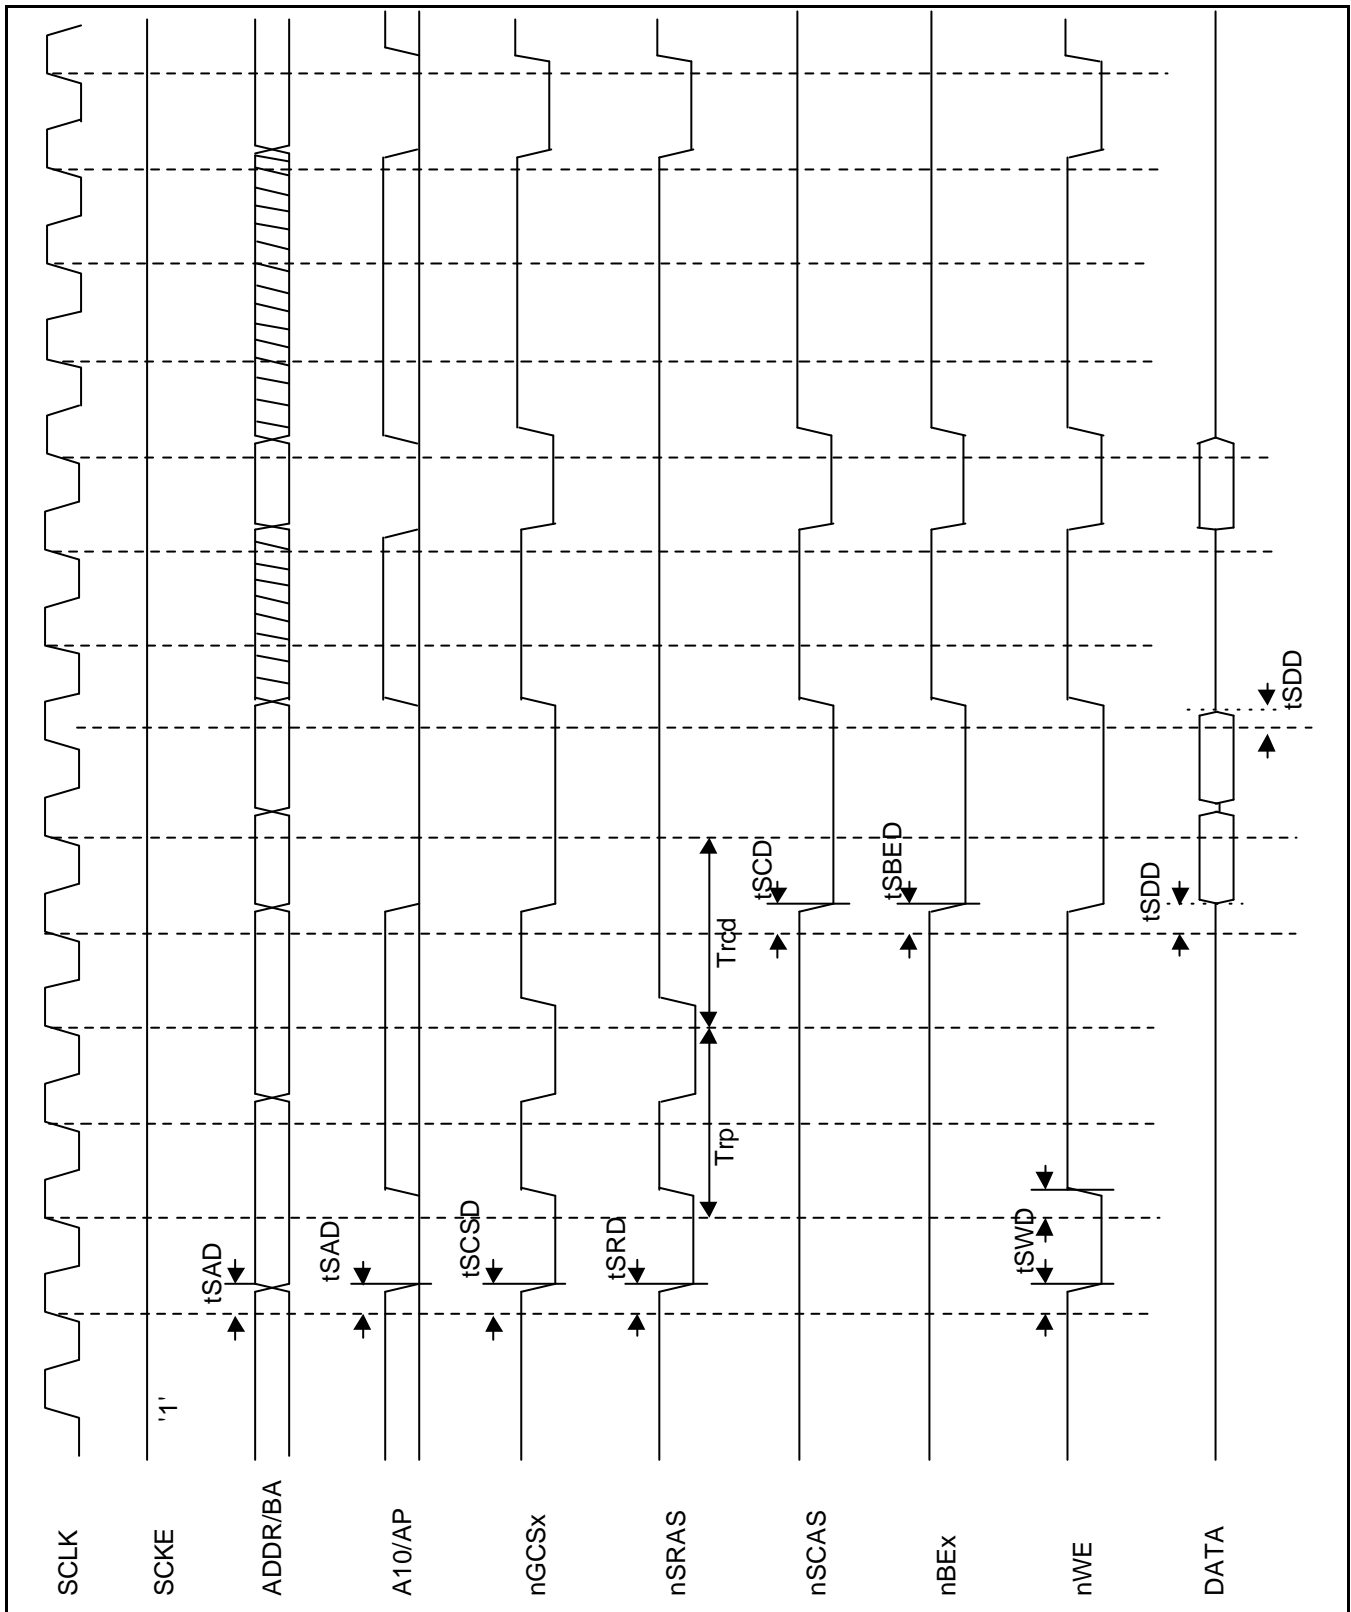 SCLK
SCKE
'1'
ADDR/BA
tSAD
A10/AP
tSAD
nGCSx
tSCSD
nSRAS
tSRD
Trp
Trcd
nSCAS
tSCD
nBEx
tSBED
nWE
tSWD
DATA
tSDD
tSDD